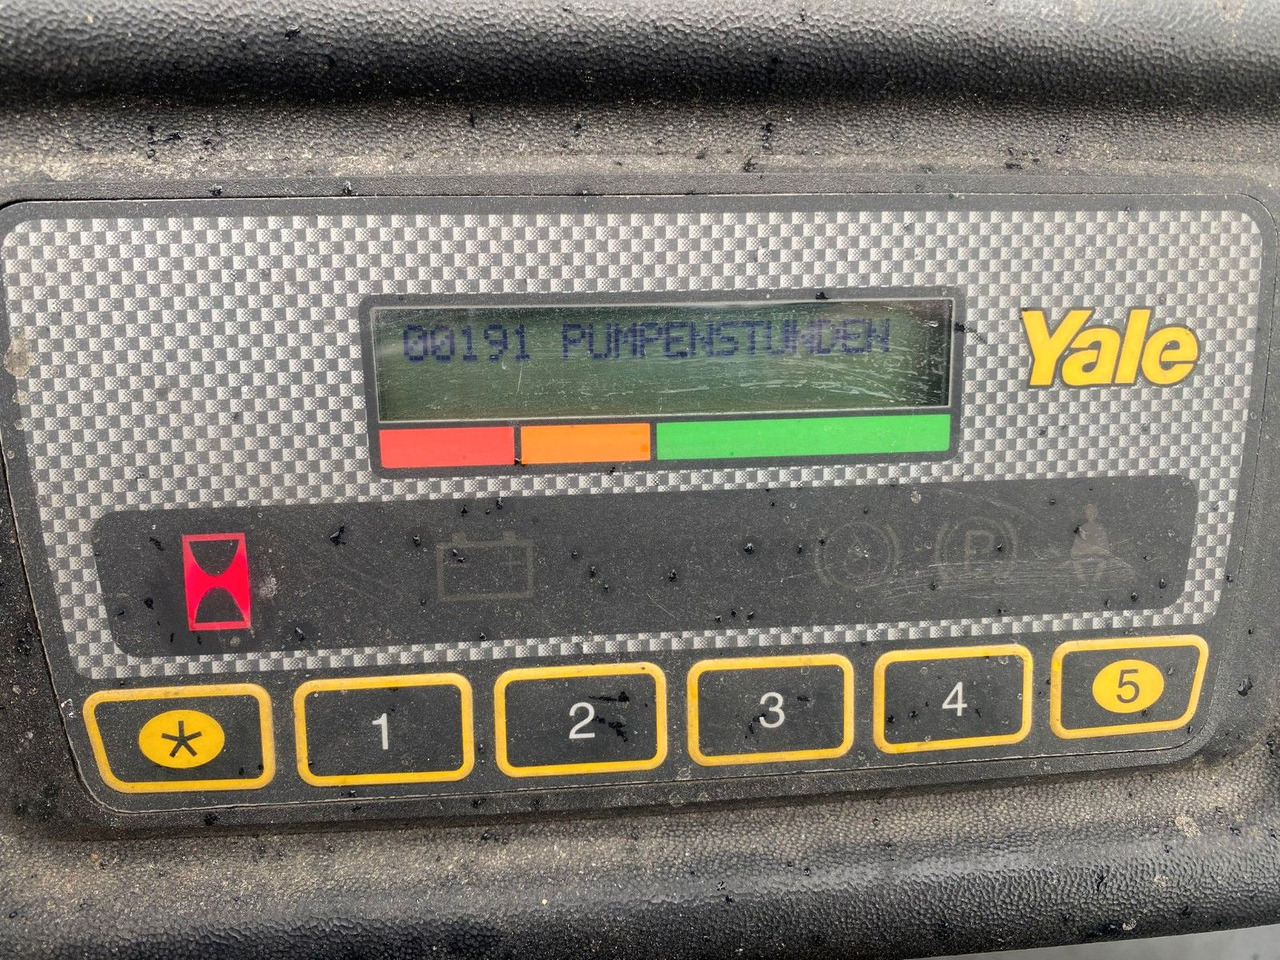 00191 PUMPENSTUNDEN
Yale
P
* 1 2 3 4 5